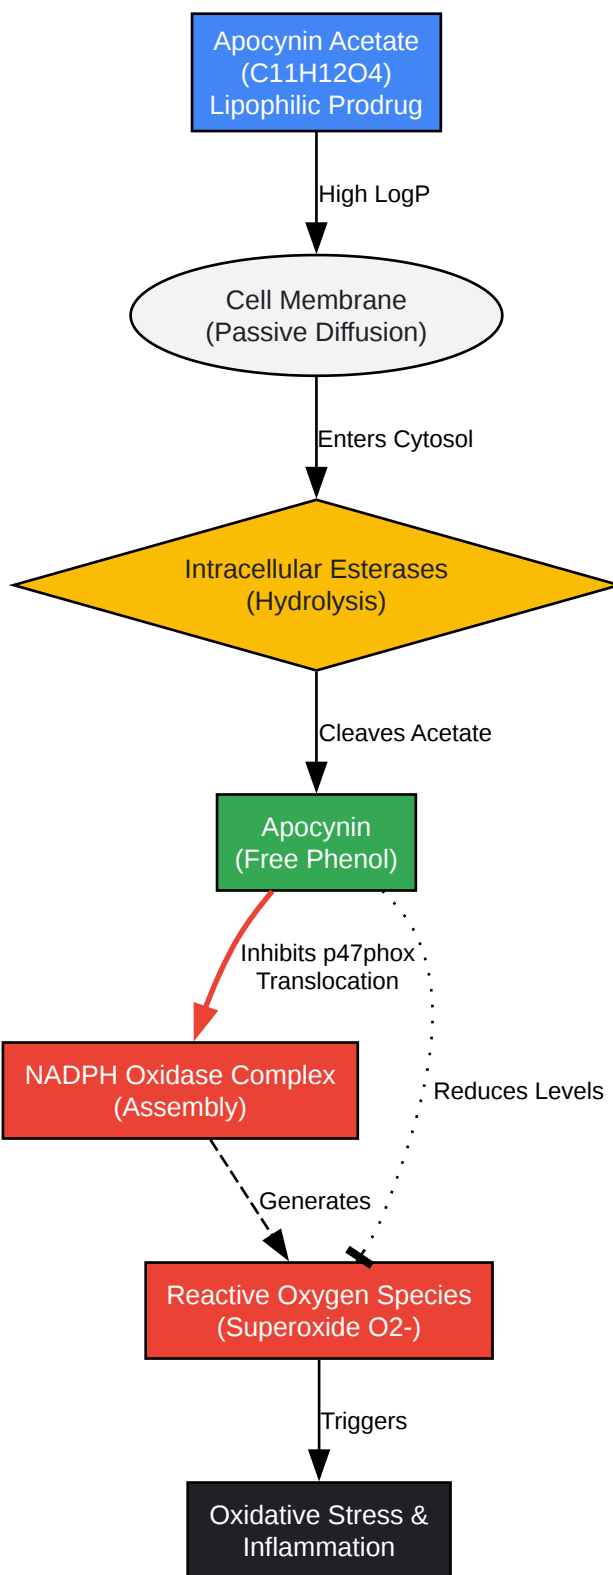 Apocynin Acetate
(C11H12O4)
Lipophilic Prodrug
High LogP
Cell Membrane
(Passive Diffusion)
Enters Cytosol
Intracellular Esterases
(Hydrolysis)
Cleaves Acetate
Apocynin
(Free Phenol)
Inhibits p47phox
Translocation
NADPH Oxidase Complex
(Assembly)
Reduces Levels
Generates
Reactive Oxygen Species
(Superoxide O2-)
Triggers
Oxidative Stress &
Inflammation